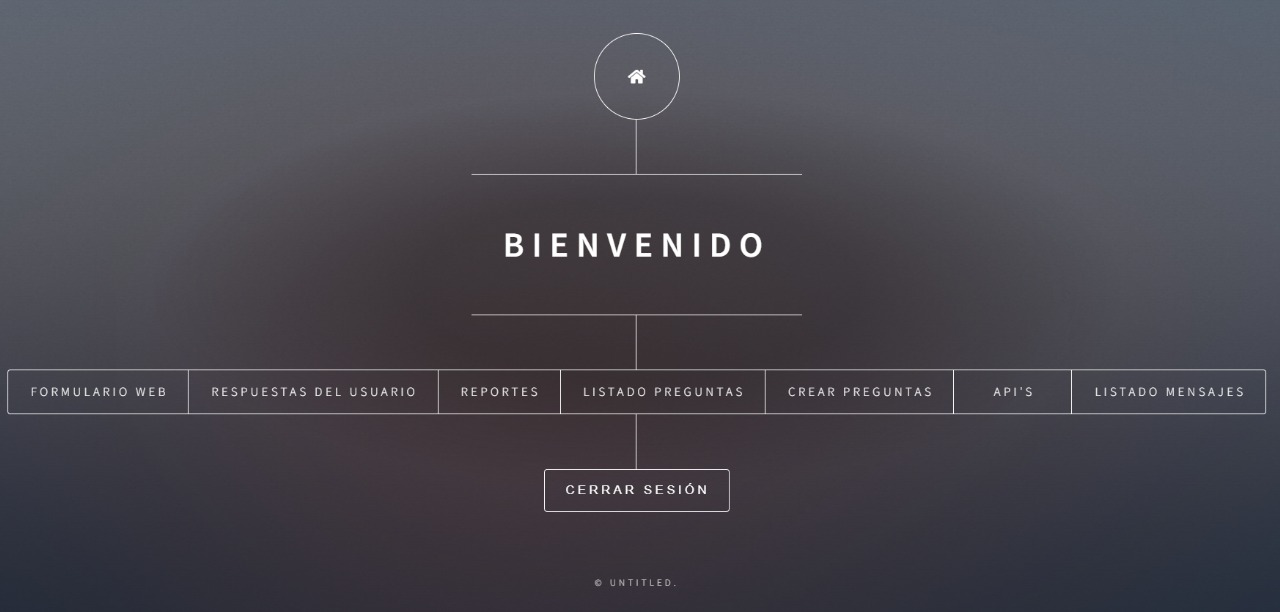 BIENVENIDO
FORMULARIO WEB RESPUESTAS DEL USUARIO REPORTES LISTADO PREGUNTAS CREAR PREGUNTAS API'S LISTADO MENSAJES
CERRAR SESIÓN
© UNTITLED.